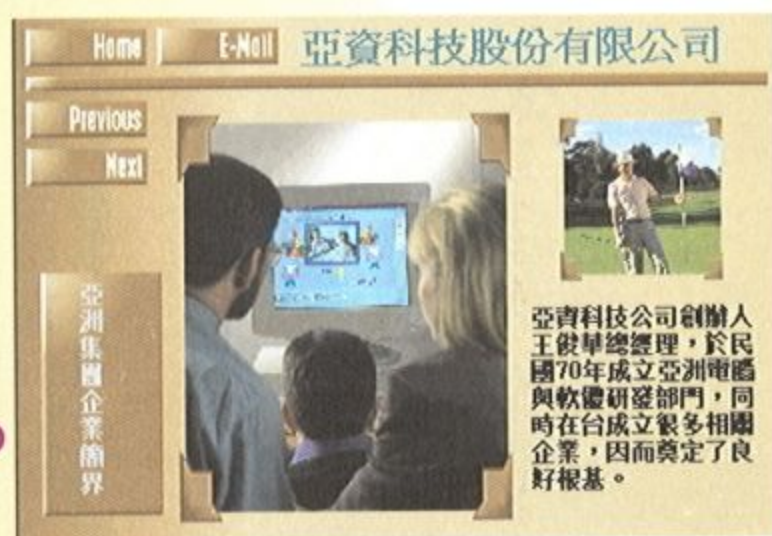 Home
E-Mail
亞資科技股份有限公司
Previous
Next
亞洲集團企業簡界
亞資科技公司創辦人
王俊華總經理，於民
國70年成立亞洲電腦
與軟體研發部門，同
時在台成立很多相關
企業，因而奠定了良
好根基。